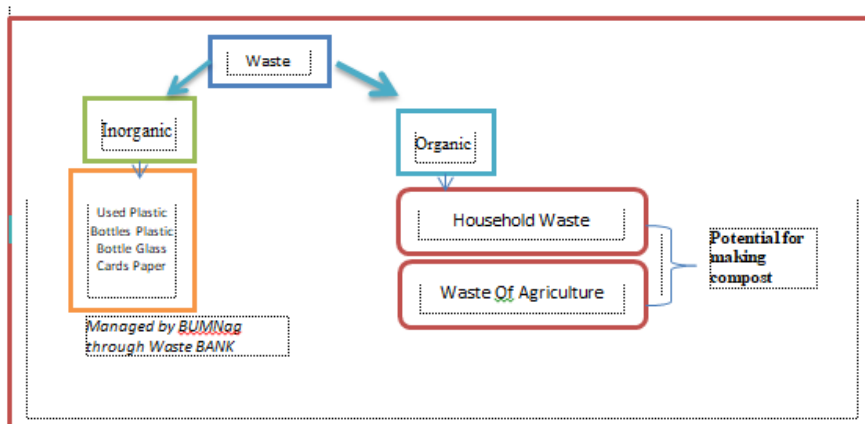 Waste
Inorganic
Organic
Used Plastic
Bottles Plastic
Bottle Glass
Cards Paper
Household Waste
Waste Of Agriculture
Potential for
making
compost
Managed by BUMNag
through Waste BANK